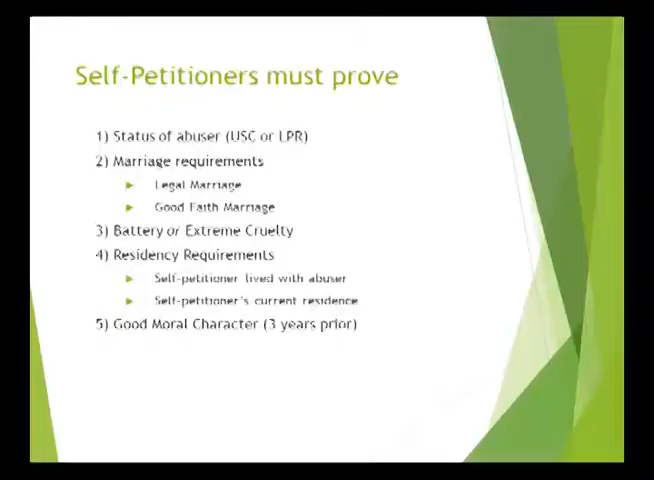 Self-Petitioners must prove
1) Status of abuser (USC or LPR)
2) Marriage requirements
Legal Marriage
Good Faith Marriage
3) Battery or Extreme Cruelty
4) Residency Requirements
Self-petitioner lived with abuser
Self-petitioner's current residence
5) Good Moral Character (3 years prior)